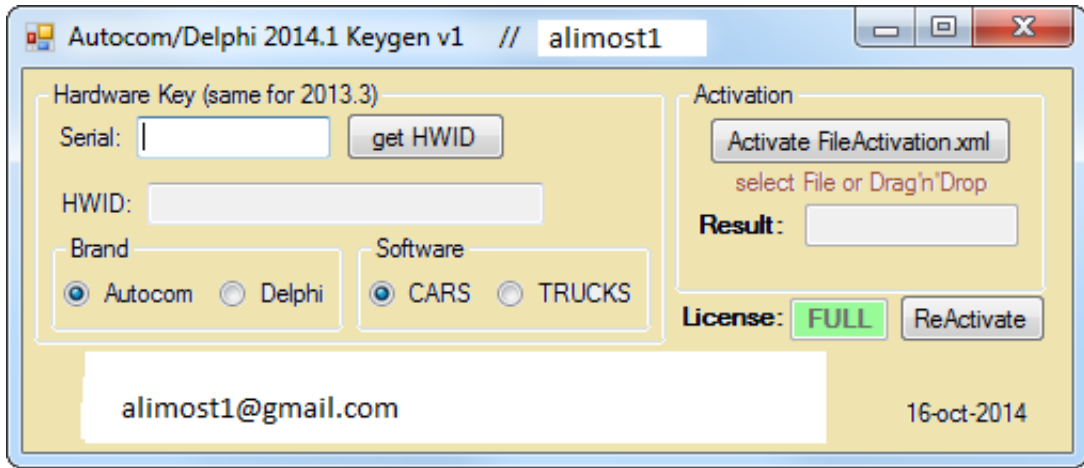 Autocom/Delphi 2014.1 Keygen v1 // alimost1
Hardware Key (same for 2013.3)
Serial: get HWID
HWID:
Brand
Autocom Delphi
Software
CARS TRUCKS
Activation
Activate FileActivation.xml
select File or Drag'n'Drop
Result:
License: FULL ReActivate
alimost1@gmail.com
16-oct-2014